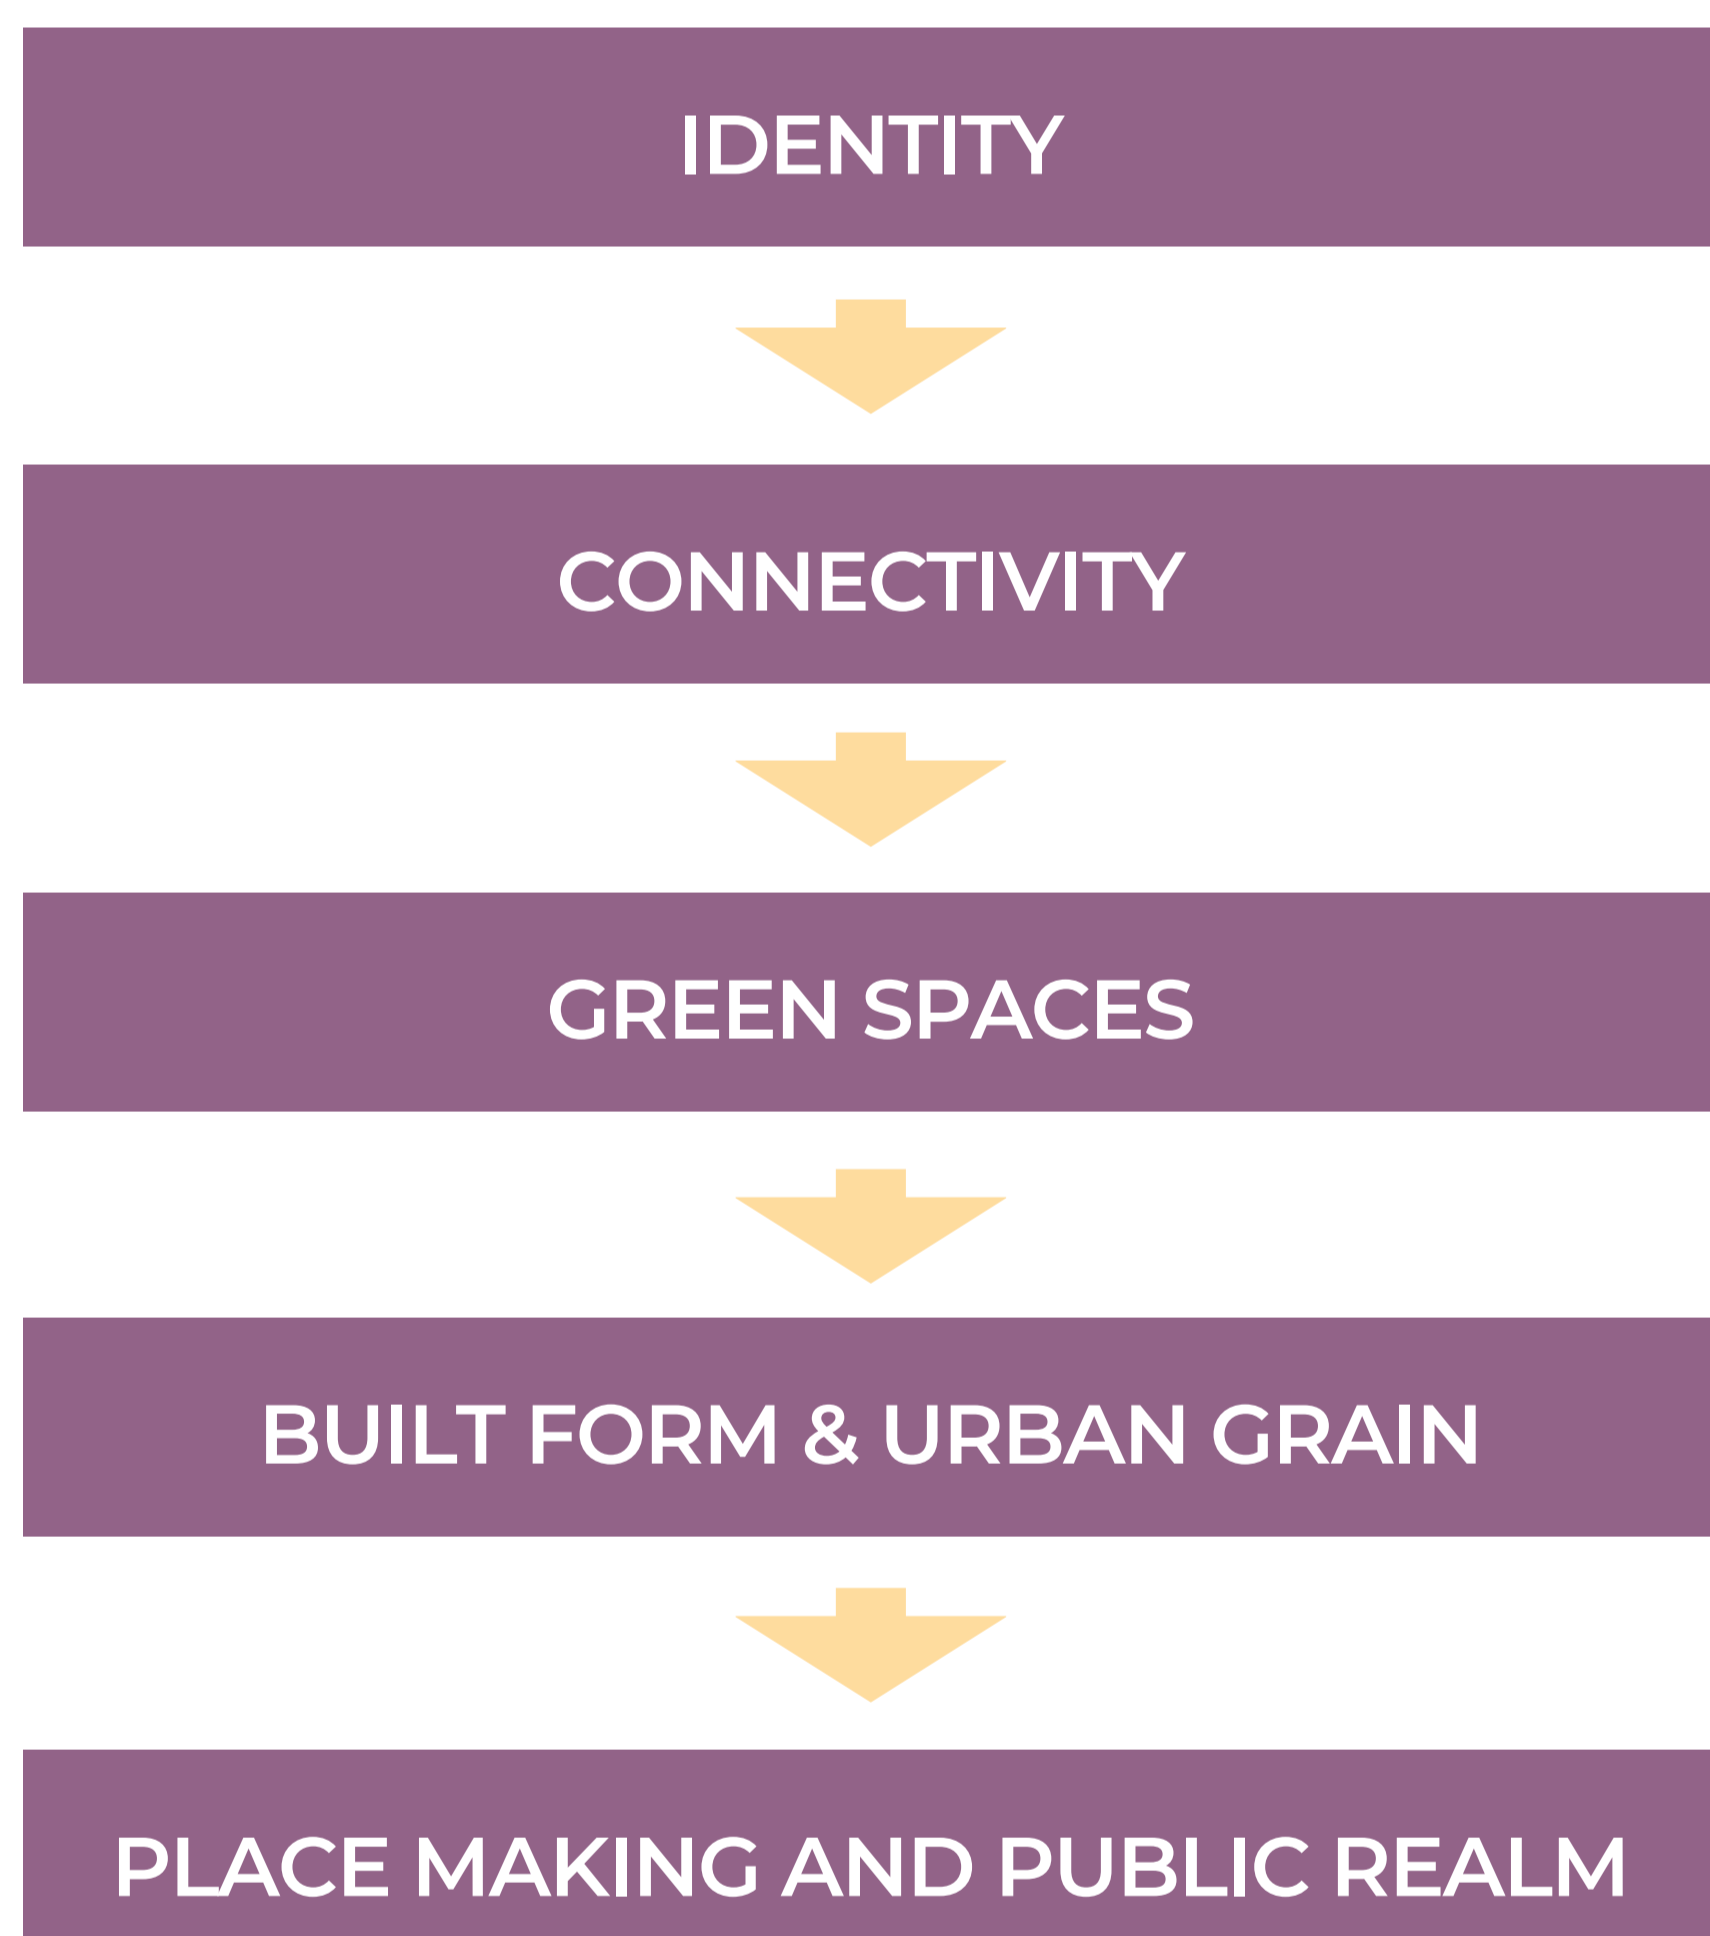 IDENTITY
CONNECTIVITY
GREEN SPACES
BUILT FORM & URBAN GRAIN
PLACE MAKING AND PUBLIC REALM